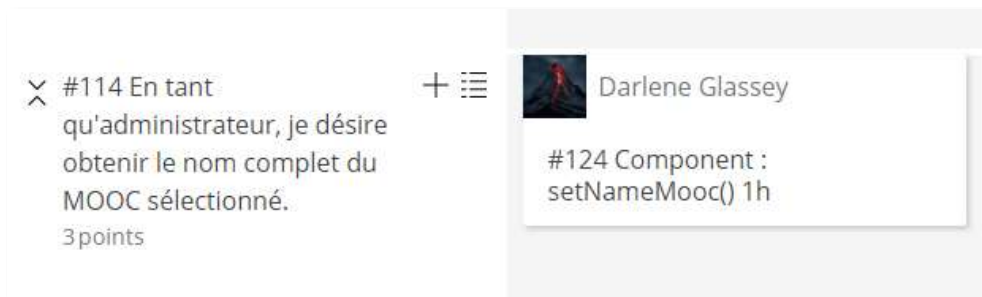 #114 En tant
qu'administrateur, je désire
obtenir le nom complet du
MOOC sélectionné.
3 points
Darlene Glassey
#124 Component :
setNameMooc() 1h